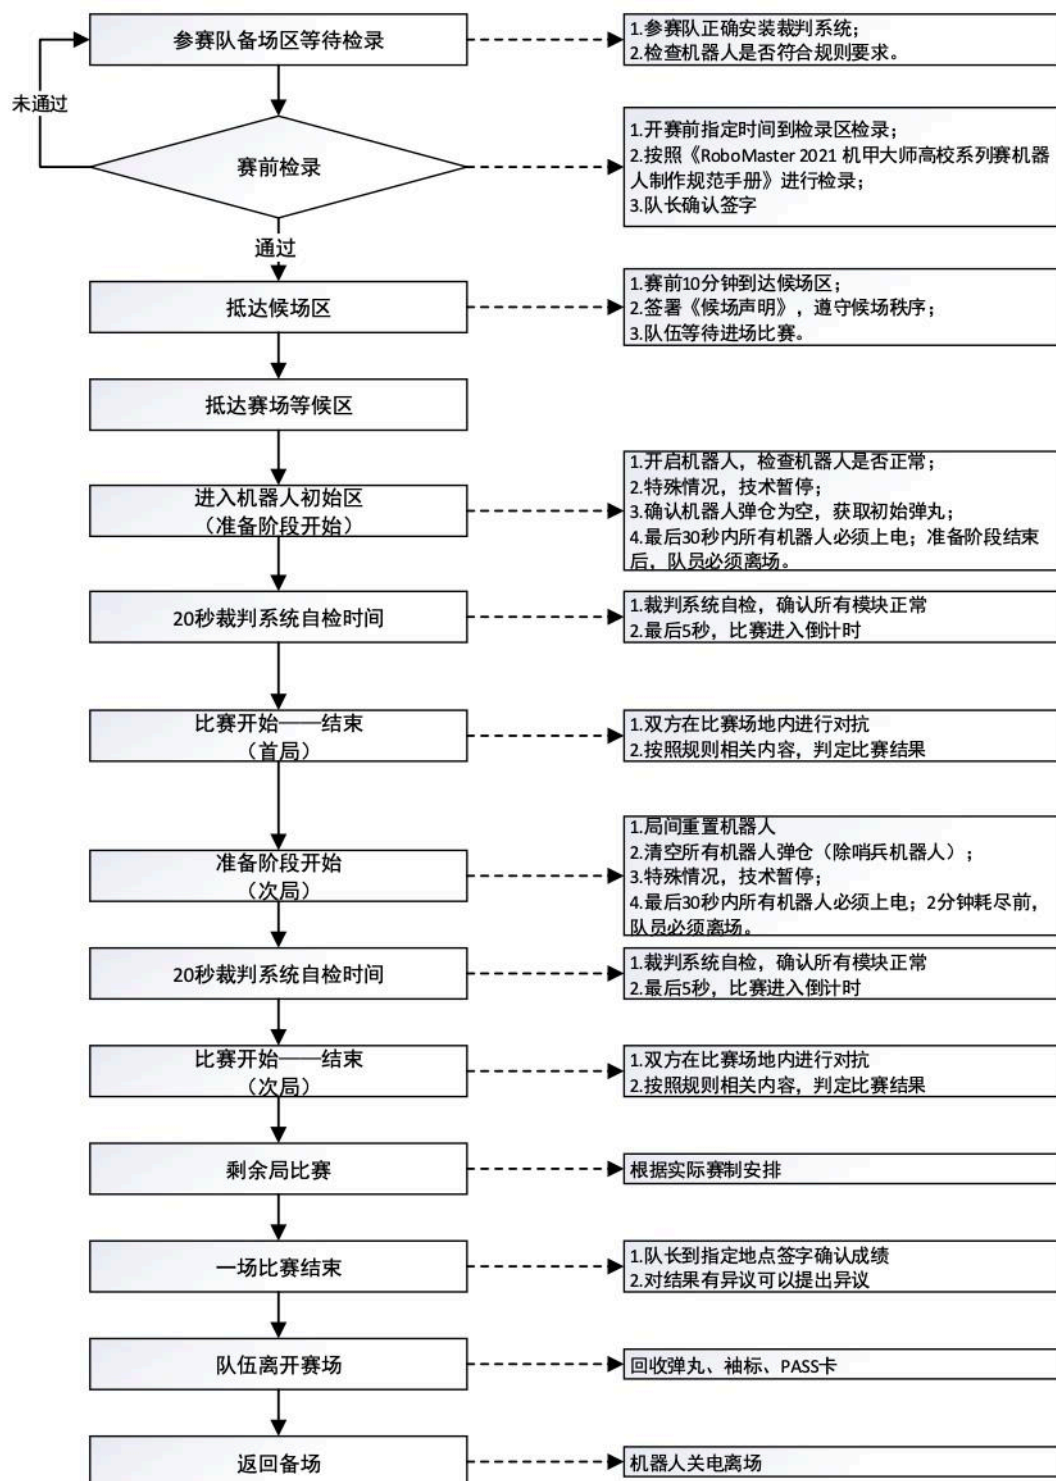 参赛队备场区等待检录
1.参赛队正确安装裁判系统；
2.检查机器人是否符合规则要求。
未通过
赛前检录
1.开赛前指定时间到检录区检录；
2.按照《RoboMaster 2021 机甲大师高校系列赛机器
人制作规范手册》进行检录；
3.队长确认签字
通过
抵达候场区
1.赛前10分钟到达候场区；
2.签署《候场声明》，遵守候场秩序；
3.队伍等待进场比赛。
抵达赛场等候区
进入机器人初始区
（准备阶段开始）
1.开启机器人，检查机器人是否正常；
2.特殊情况，技术暂停；
3.确认机器人弹仓为空，获取初始弹丸；
4.最后30秒内所有机器人必须上电；准备阶段结束
后，队员必须离场。
20秒裁判系统自检时间
1.裁判系统自检，确认所有模块正常
2.最后5秒，比赛进入倒计时
比赛开始——结束
（首局）
1.双方在比赛场地内进行对抗
2.按照规则相关内容，判定比赛结果
准备阶段开始
（次局）
1.局间重置机器人
2.清空所有机器人弹仓（除哨兵机器人）；
3.特殊情况，技术暂停；
4.最后30秒内所有机器人必须上电；2分钟耗尽前，
队员必须离场。
20秒裁判系统自检时间
1.裁判系统自检，确认所有模块正常
2.最后5秒，比赛进入倒计时
比赛开始——结束
（次局）
1.双方在比赛场地内进行对抗
2.按照规则相关内容，判定比赛结果
剩余局比赛
根据实际赛制安排
一场比赛结束
1.队长到指定地点签字确认成绩
2.对结果有异议可以提出异议
队伍离开赛场
回收弹丸、袖标、PASS卡
返回备场
机器人关电离场